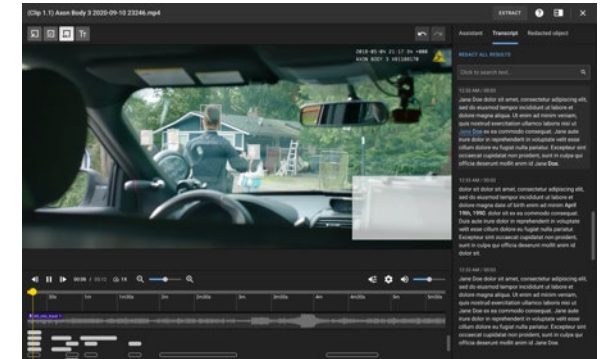 (Clip 1.1) Axon Body 3 2020-09-10 23246.mp4
EXTRACT
Assistant Transcript Redacted object
REDACT ALL RESULTS
Click to search text...
12:55 AM / 00:03
Jane Doe dolor sit amet, consectetur adipiscing elit,
sed do eiusmod tempor incididunt ut labore et
dolore magna aliqua. Ut enim ad minim veniam,
quis nostrud exercitation ullamco laboris nisi ut
Jane Doe ex ea commodo consequat. Jane aute
irure dolor in reprehenderit in voluptate velit esse
cillum dolore eu fugiat nulla pariatur. Excepteur sint
occaecat cupidatat non proident, sunt in culpa qui
officia deserunt mollit anim id Jane Doe.
dolor sit dolor sit amet, consectetur adipiscing elit,
sed do eiusmod tempor incididunt ut labore et
dolore magna date of birth enim ad minim April
19th, 1990. dolor sit ex ea commodo consequat.
Duis aute irure dolor in reprehenderit in voluptate
velit esse cillum dolore eu fugiat nulla pariatur.
Excepteur sint occaecat cupidatat non proident,
sunt in culpa qui officia deserunt mollit anim id
dolor sit.
Jane Doe dolor sit amet, consectetur adipiscing elit,
sed do eiusmod tempor incididunt ut labore et
dolore magna aliqua. Ut enim ad minim veniam,
quis nostrud exercitation ullamco laboris nisi ut
Jane Doe ex ea commodo consequat. Jane aute
irure dolor in reprehenderit in voluptate velit esse
cillum dolore eu fugiat nulla pariatur. Excepteur sint
occaecat cupidatat non proident, sunt in culpa qui
officia deserunt mollit anim id Jane Doe.
AXON BODY 3
1X
30s 1m 1m30s 2m 2m30s 3m 3m30s 4m 4m30s 5m 5m30s